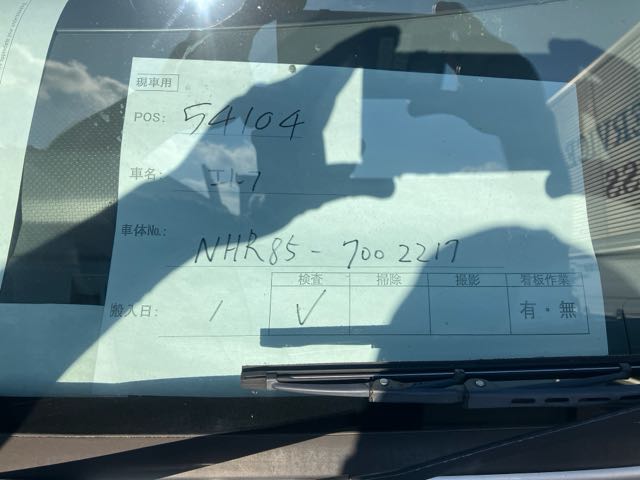 現車用
POS: 54104
車名: エルフ
車体No.: NHR85-7002217
検査 掃除 撮影 看板作業
搬入日: / ✓ 有・無